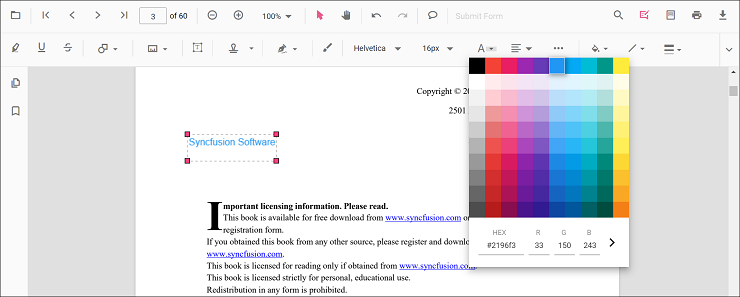 3 of 60 100% Submit Form
Helvetica 16px A
Copyright © 20
2501
Syncfusion Software
Important licensing information. Please read.
This book is available for free download from www.syncfusion.com o
registration form.
If you obtained this book from any other source, please register and downlo
www.syncfusion.com.
This book is licensed for reading only if obtained from www.syncfusion.com.
This book is licensed strictly for personal, educational use.
Redistribution in any form is prohibited.
HEX R G B
#2196f3 33 150 243